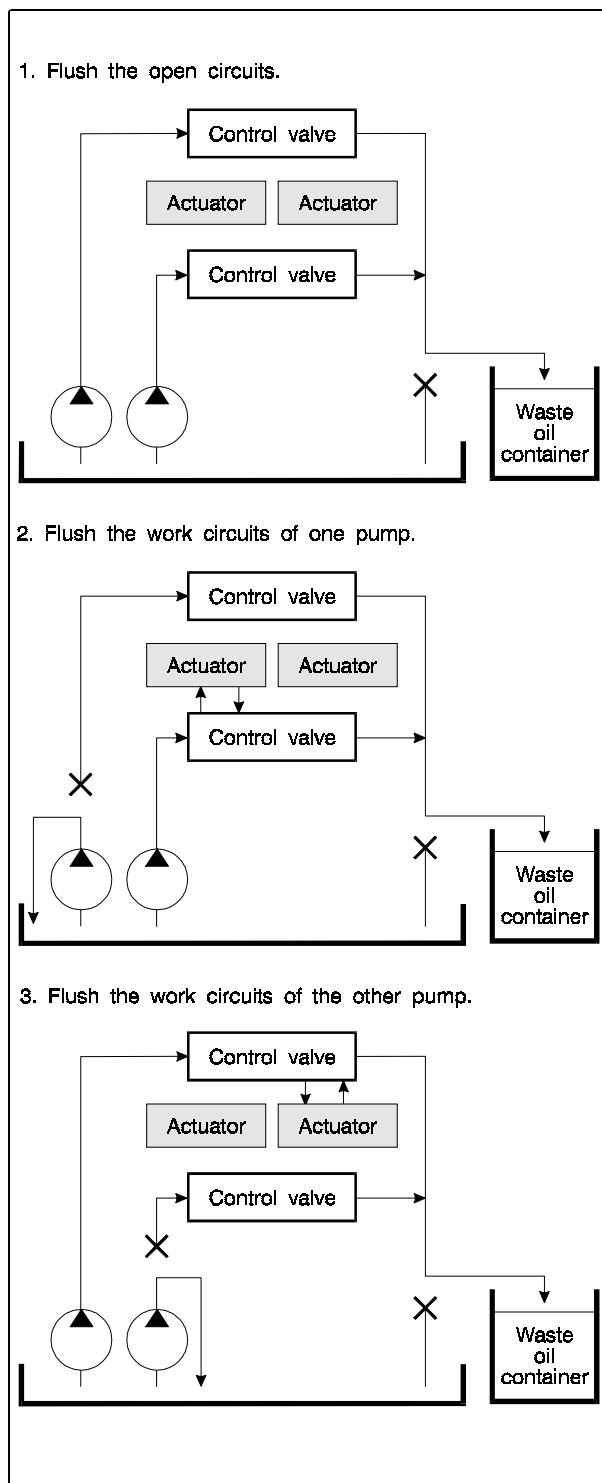 1. Flush the open circuits.
Control valve
Actuator Actuator
Control valve
Waste
oil
container
2. Flush the work circuits of one pump.
Control valve
Actuator Actuator
Control valve
Waste
oil
container
3. Flush the work circuits of the other pump.
Control valve
Actuator Actuator
Control valve
Waste
oil
container